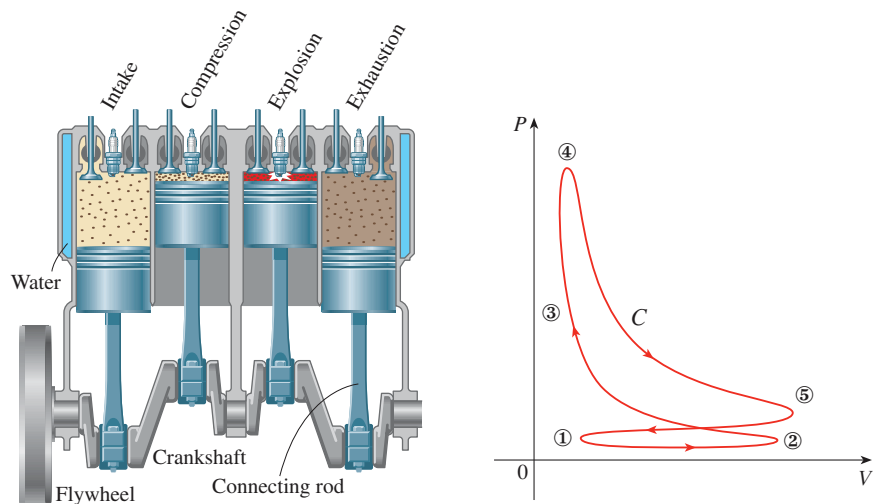 Intake
Compression
Explosion
Exhaustion
Water
Flywheel
Crankshaft
Connecting rod
P
④
③
C
⑤
①
②
0
V